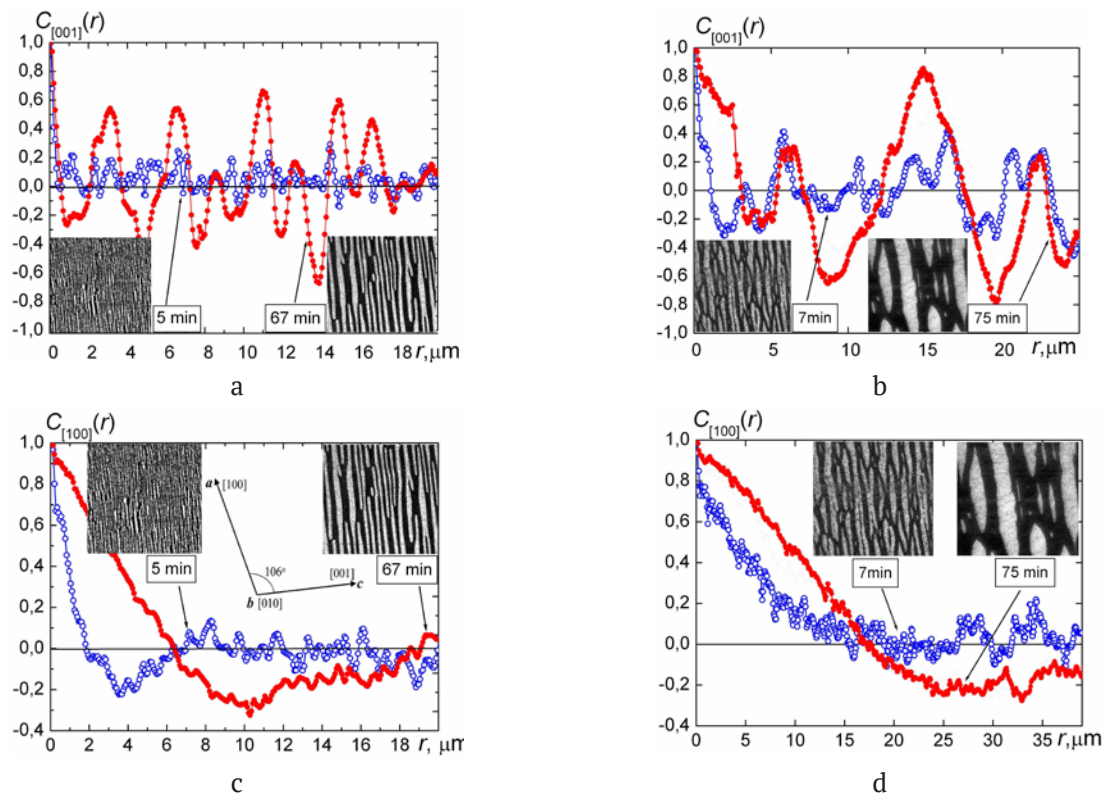 C[001](r)
1,0
0,8
0,6
0,4
0,2
0,0
-0,2
-0,4
-0,6
-0,8
-1,0
5 min
67 min
0 2 4 6 8 10 12 14 16 18
r,μm
a
C[001](r)
1,0
0,8
0,6
0,4
0,2
0,0
-0,2
-0,4
-0,6
-0,8
-1,0
7min
75 min
0 5 10 15 20
r,μm
b
C[100](r)
1,0
0,8
0,6
0,4
0,2
0,0
-0,2
-0,4
5 min
67 min
a
[100]
106°
[001]
c
b [010]
0 2 4 6 8 10 12 14 16 18
r, μm
c
C[100](r)
1,0
0,8
0,6
0,4
0,2
0,0
-0,2
-0,4
7min
75 min
0 5 10 15 20 25 30 35
r,μm
d